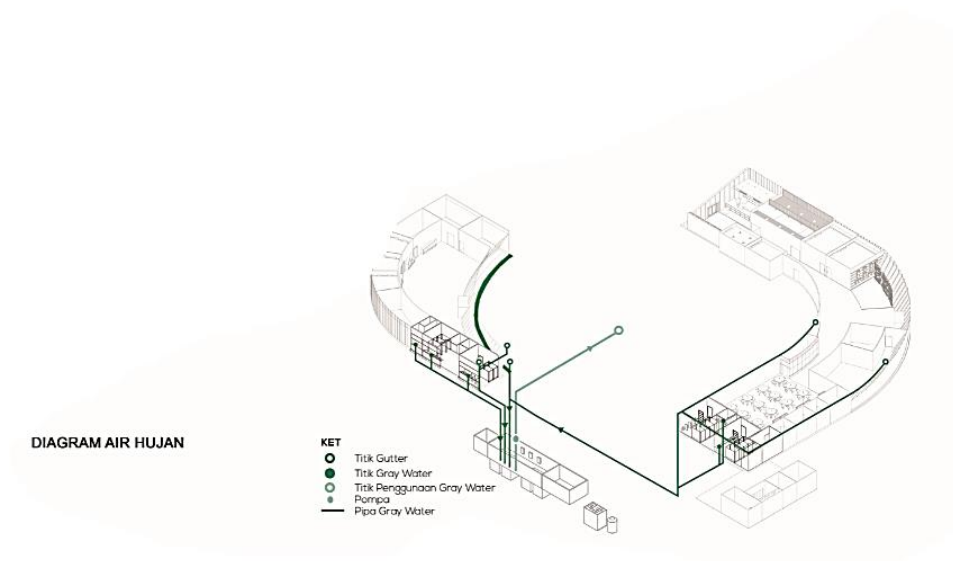 DIAGRAM AIR HUJAN
KET
Titik Gutter
Titik Gray Water
Titik Penggunaan Gray Water
Pompa
Pipa Gray Water